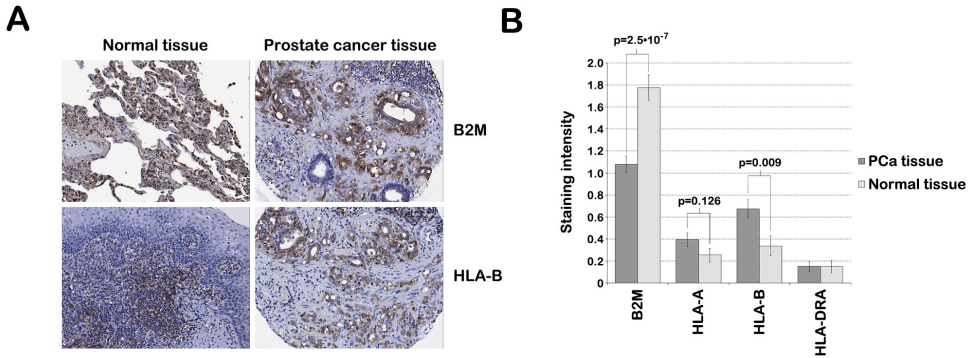 A
Normal tissue
Prostate cancer tissue
B2M
HLA-B
B
p=2.5•10⁻⁷
p=0.126
p=0.009
Staining intensity
2.0
1.8
1.6
1.4
1.2
1.0
0.8
0.6
0.4
0.2
0
B2M
HLA-A
HLA-B
HLA-DRA
PCa tissue
Normal tissue